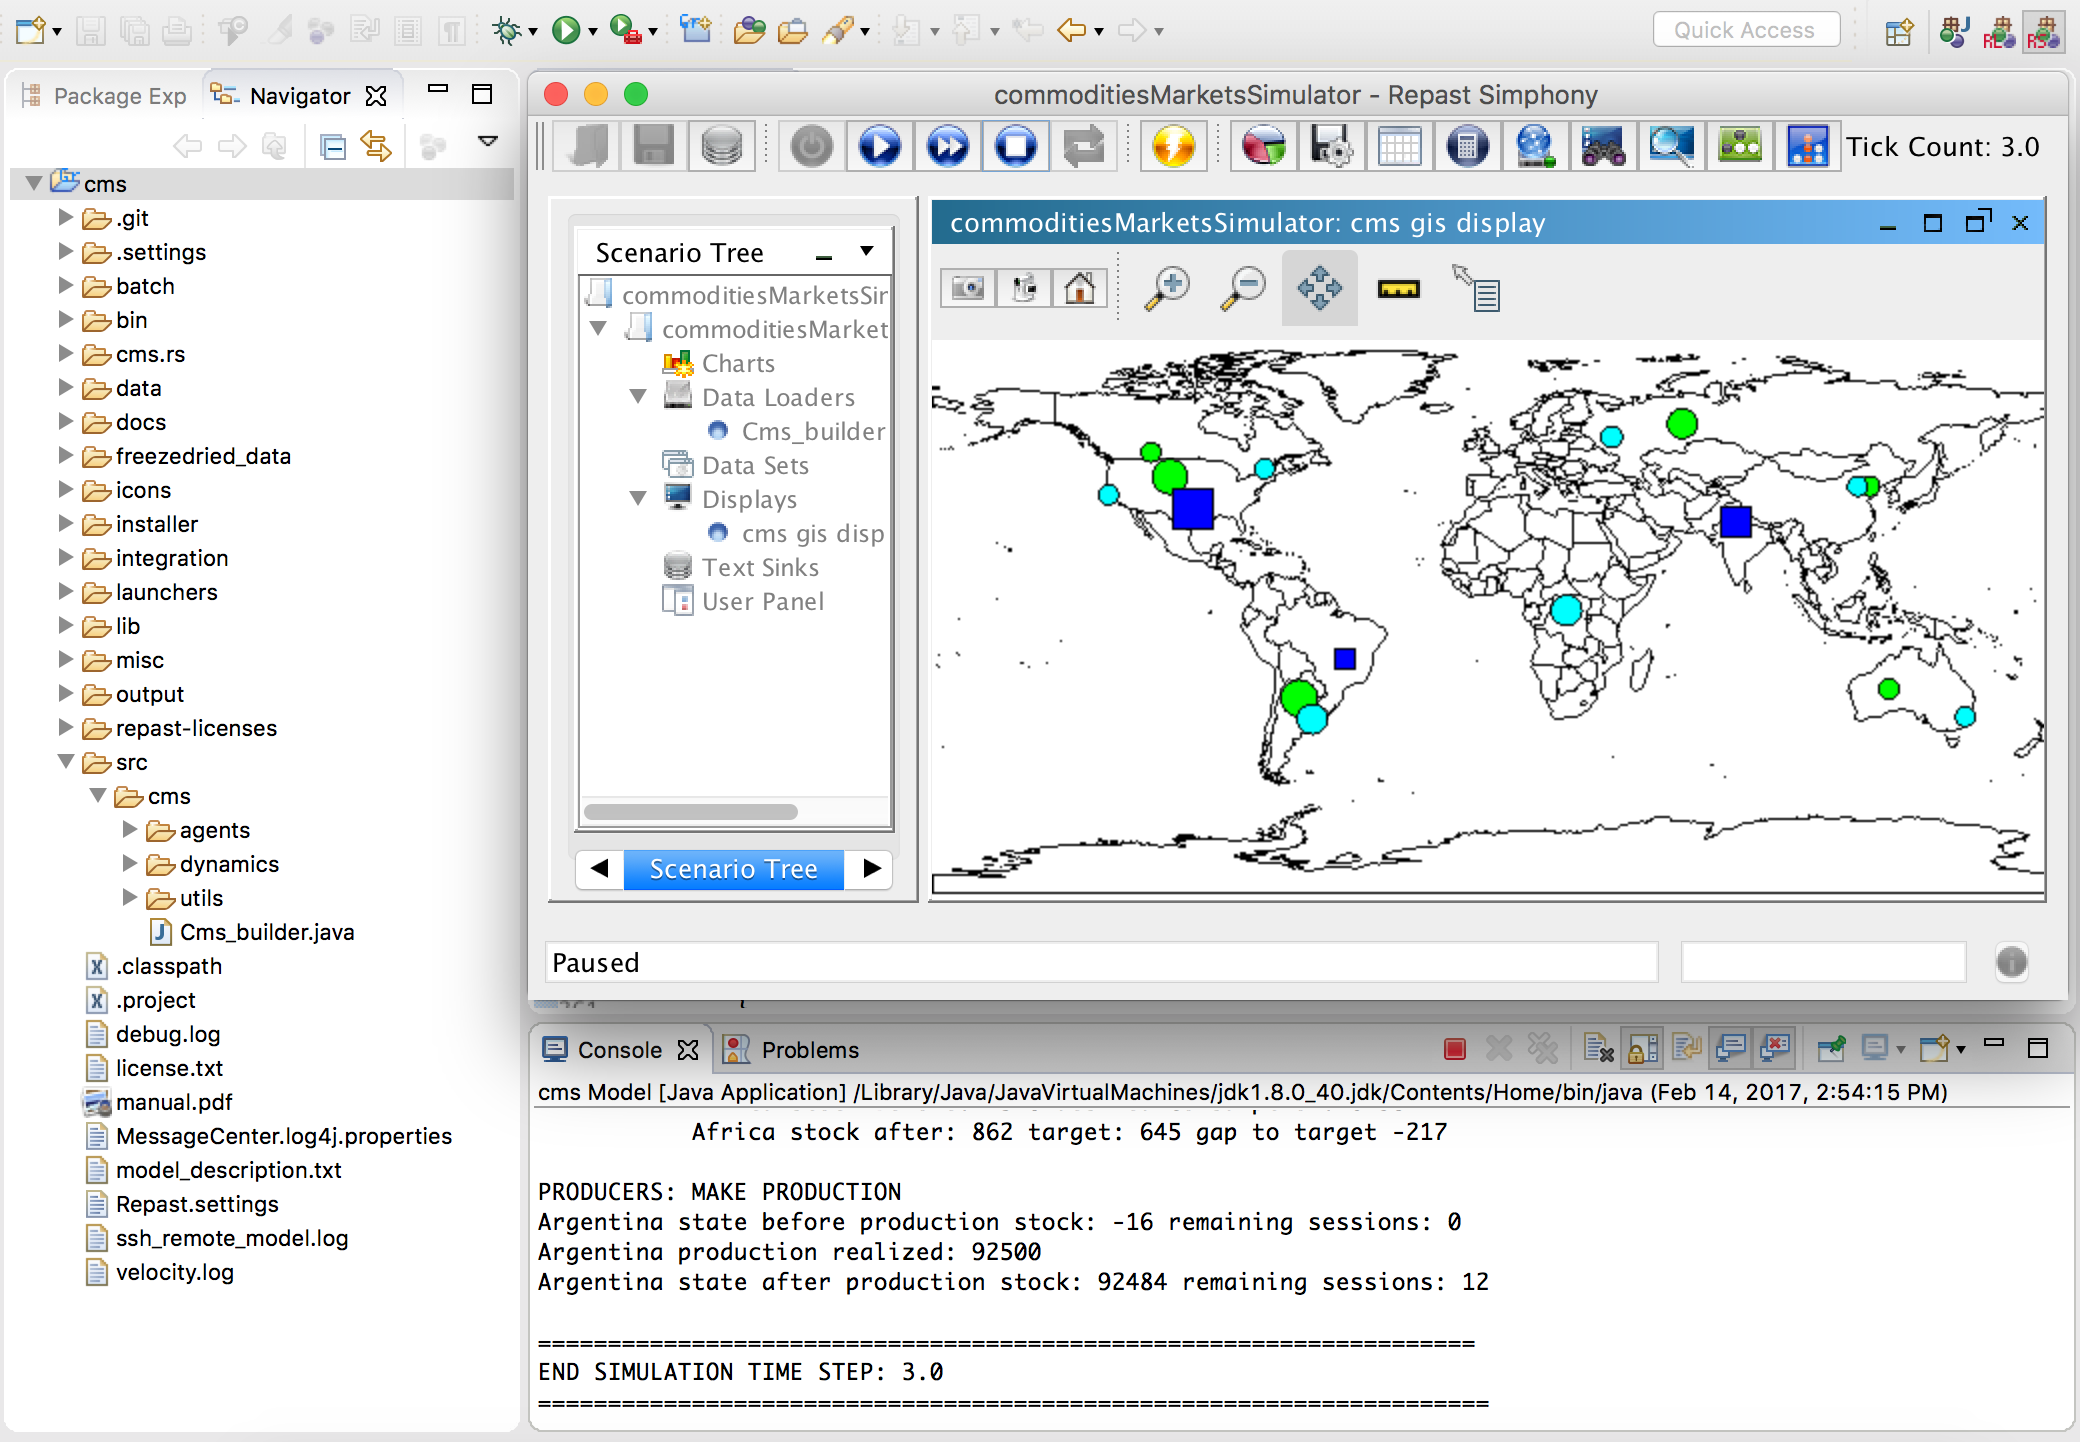 Quick Access
Package Exp
Navigator
cms
.git
.settings
batch
bin
cms.rs
data
docs
freezedried_data
icons
installer
integration
launchers
lib
misc
output
repast-licenses
src
cms
agents
dynamics
utils
Cms_builder.java
.classpath
.project
debug.log
license.txt
manual.pdf
MessageCenter.log4j.properties
model_description.txt
Repast.settings
ssh_remote_model.log
velocity.log
commoditiesMarketsSimulator - Repast Simphony
Tick Count: 3.0
Scenario Tree
commoditiesMarketsSir
commoditiesMarket
Charts
Data Loaders
Cms_builder
Data Sets
Displays
cms gis disp
Text Sinks
User Panel
Scenario Tree
commoditiesMarketsSimulator: cms gis display
Paused
Console
Problems
cms Model [Java Application] /Library/Java/JavaVirtualMachines/jdk1.8.0_40.jdk/Contents/Home/bin/java (Feb 14, 2017, 2:54:15 PM)
Africa stock after: 862 target: 645 gap to target -217
PRODUCERS: MAKE PRODUCTION
Argentina state before production stock: -16 remaining sessions: 0
Argentina production realized: 92500
Argentina state after production stock: 92484 remaining sessions: 12
====================================================================
END SIMULATION TIME STEP: 3.0
=====================================================================